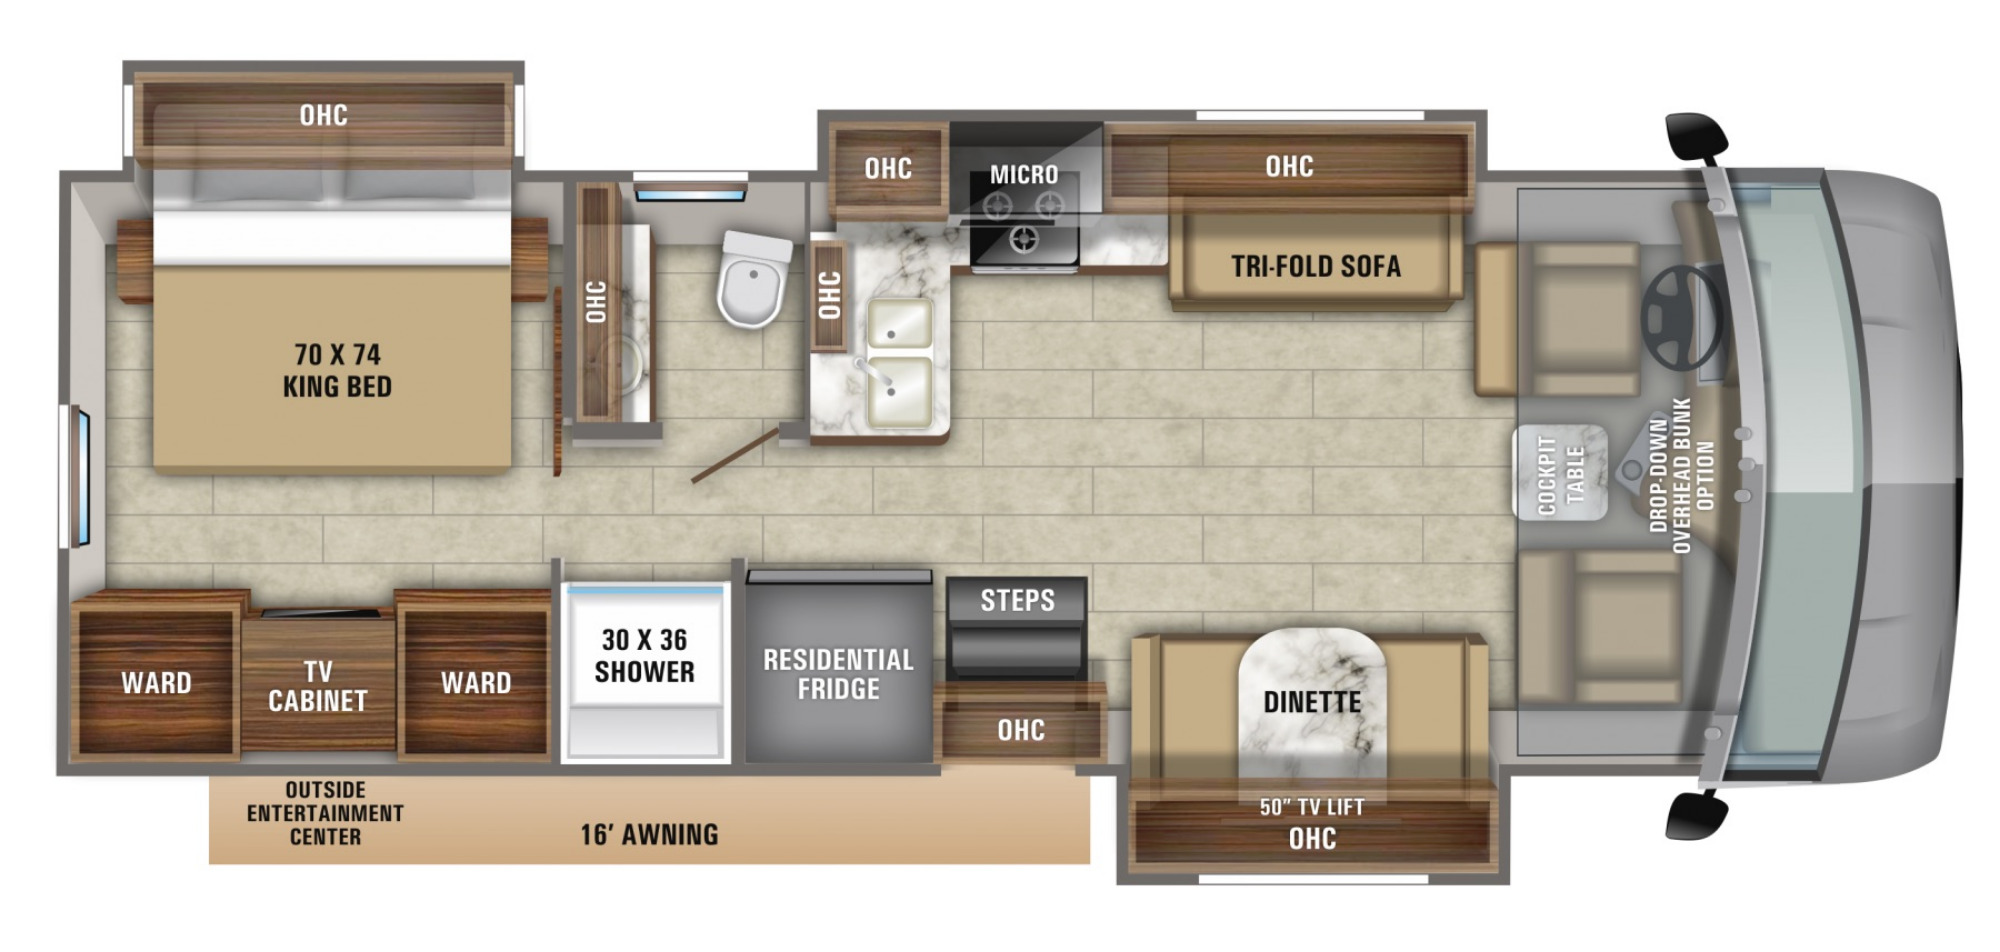 OHC
OHC
MICRO
OHC
TRI-FOLD SOFA
OHC
OHC
70 X 74
KING BED
COCKPIT
TABLE
DROP-DOWN
OVERHEAD BUNK
OPTION
WARD
TV
CABINET
WARD
30 X 36
SHOWER
RESIDENTIAL
FRIDGE
STEPS
OHC
DINETTE
50” TV LIFT
OHC
OUTSIDE
ENTERTAINMENT
CENTER
16’ AWNING